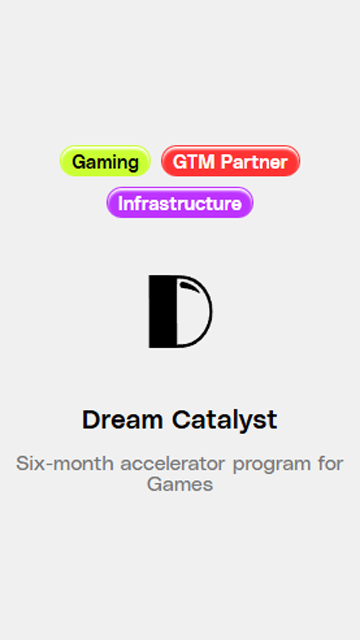 Gaming
GTM Partner
Infrastructure
D
Dream Catalyst
Six-month accelerator program for
Games